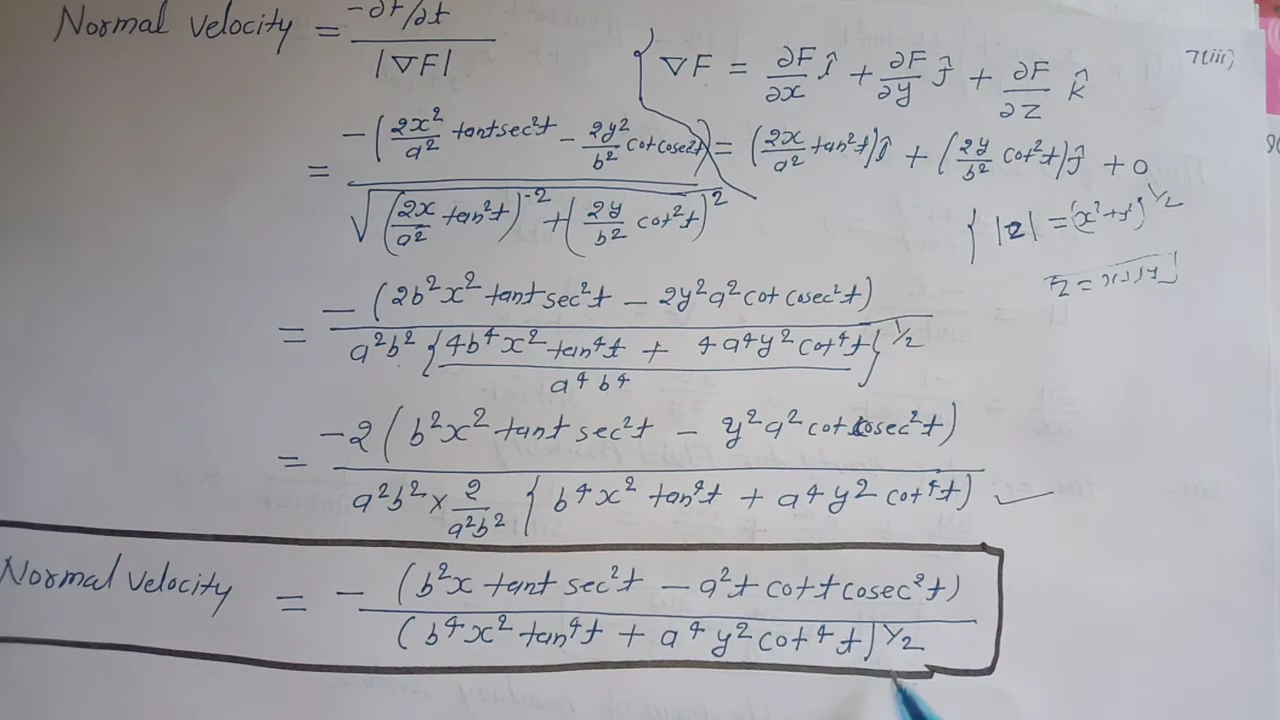 Normal Velocity = -∂F/∂t / |∇F|
{ ∇F = ∂F/∂x î + ∂F/∂y ĵ + ∂F/∂z k̂
7(iii)
= -(2x²/a² tant sec²t - 2y²/b² cot cosec²t) / √((2x/a² tan²t)^-2 + (2y/b² cot²t)²)
= (2x/a² tan²t)ĵ + (2y/b² cot²t)ĵ + 0
{ |z| = (x²+y²)^1/2
= -(2b²x² tant sec²t - 2y²a² cot cosec²t) / a²b² {4b⁴x² tan⁴t + 4a⁴y² cot⁴t / a⁴b⁴}^1/2
= -2(b²x² tant sec²t - y²a² cot cosec²t) / a²b² × 2/a²b² {b⁴x² tan⁴t + a⁴y² cot⁴t)
Normal Velocity = -(b²x tant sec²t - a²t cot t cosec²t) / (b⁴x² tan⁴t + a⁴y² cot⁴t)^1/2